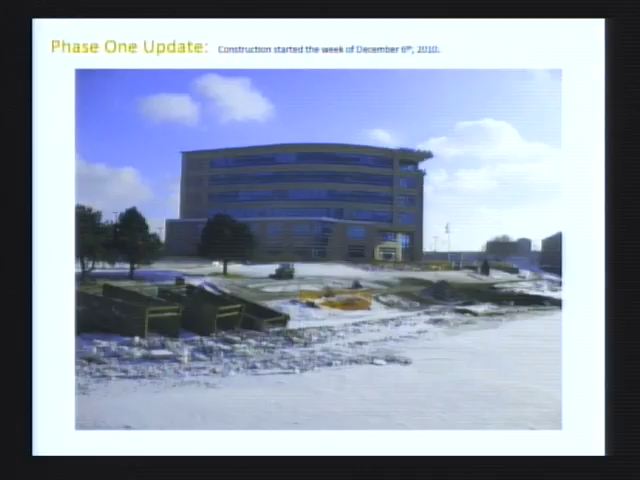 Phase One Update: Construction started the week of December 6th, 2010.